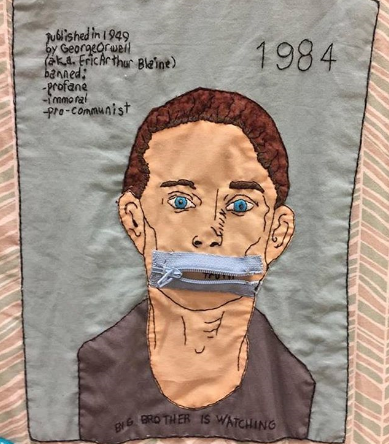 published in 1949
by George Orwell
(a.k.a. Eric Arthur Blaine)
banned:
-profane
-immoral
-pro-communist
1984
BIG BROTHER IS WATCHING